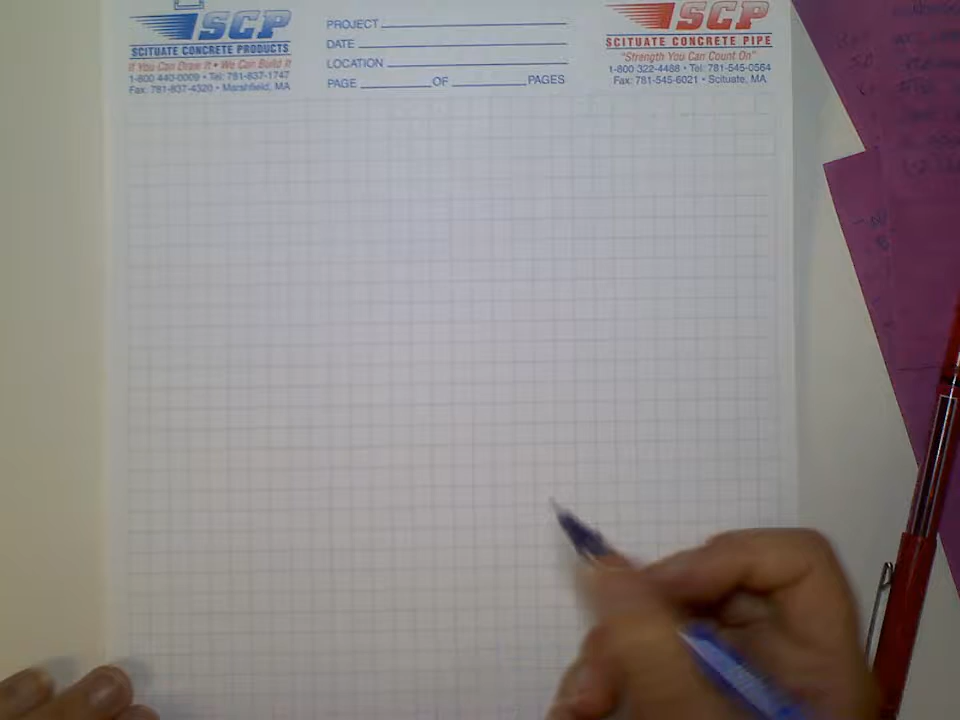 SCP
SCITUATE CONCRETE PRODUCTS
If You Can Draw It • We Can Build It
1-800 440-0009 • Tel: 781-837-1747
Fax: 781-837-4320 • Marshfield, MA
PROJECT
DATE
LOCATION
PAGE OF PAGES
SCP
SCITUATE CONCRETE PIPE
"Strength You Can Count On"
1-800 322-4488 • Tel: 781-545-0564
Fax: 781-545-6021 • Scituate, MA